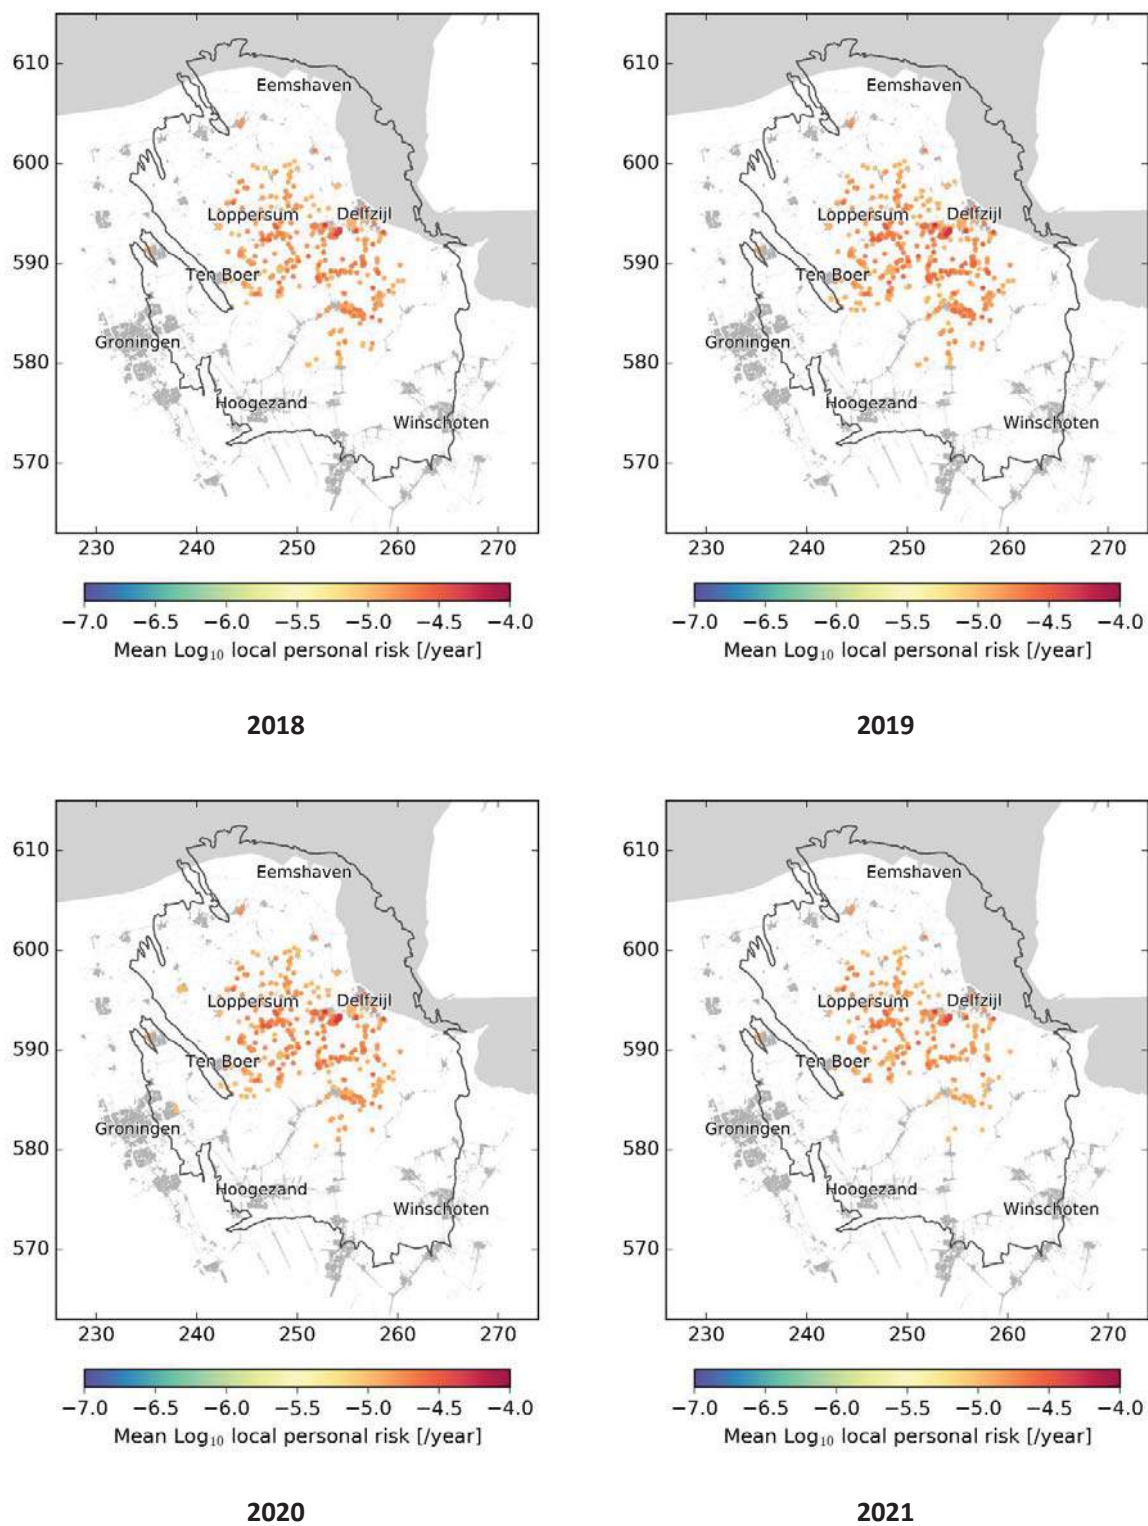 610
Eemshaven
600
Loppersum
Delfzijl
590
Ten Boer
Groningen
580
Hoogezand
Winschoten
570
230 240 250 260 270
−7.0 −6.5 −6.0 −5.5 −5.0 −4.5 −4.0
Mean Log₁₀ local personal risk [/year]
2018
610
Eemshaven
600
Loppersum
Delfzijl
590
Ten Boer
Groningen
580
Hoogezand
Winschoten
570
230 240 250 260 270
−7.0 −6.5 −6.0 −5.5 −5.0 −4.5 −4.0
Mean Log₁₀ local personal risk [/year]
2019
610
Eemshaven
600
Loppersum
Delfzijl
590
Ten Boer
Groningen
580
Hoogezand
Winschoten
570
230 240 250 260 270
−7.0 −6.5 −6.0 −5.5 −5.0 −4.5 −4.0
Mean Log₁₀ local personal risk [/year]
2020
610
Eemshaven
600
Loppersum
Delfzijl
590
Ten Boer
Groningen
580
Hoogezand
Winschoten
570
230 240 250 260 270
−7.0 −6.5 −6.0 −5.5 −5.0 −4.5 −4.0
Mean Log₁₀ local personal risk [/year]
2021